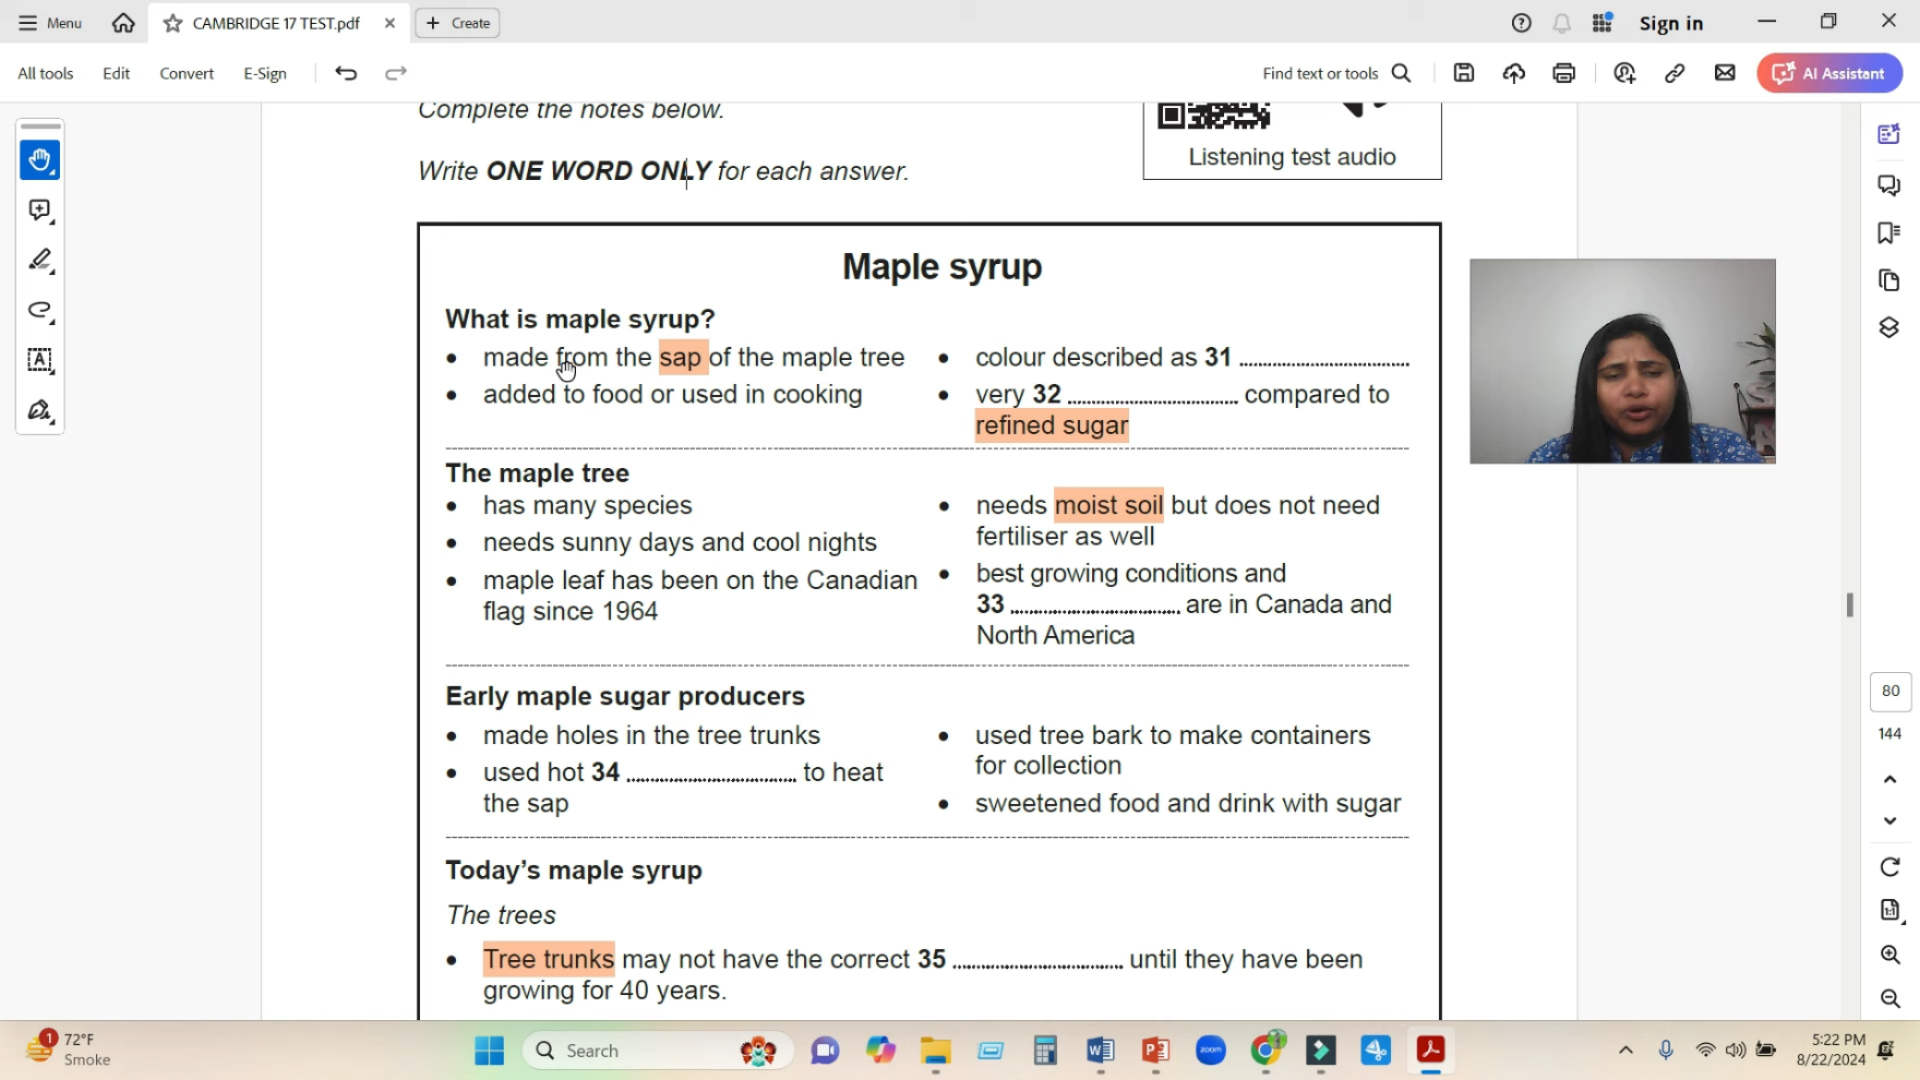 Menu
CAMBRIDGE 17 TEST.pdf
Create
Sign in
All tools
Edit
Convert
E-Sign
Find text or tools
AI Assistant
Complete the notes below.
Write ONE WORD ONLY for each answer.
Listening test audio
Maple syrup
What is maple syrup?
• made from the sap of the maple tree
• added to food or used in cooking
• colour described as 31 ........................
• very 32 ........................ compared to
refined sugar
The maple tree
• has many species
• needs sunny days and cool nights
• maple leaf has been on the Canadian
flag since 1964
• needs moist soil but does not need
fertiliser as well
• best growing conditions and
33 ........................ are in Canada and
North America
Early maple sugar producers
• made holes in the tree trunks
• used hot 34 ........................ to heat
the sap
• used tree bark to make containers
for collection
• sweetened food and drink with sugar
Today's maple syrup
The trees
• Tree trunks may not have the correct 35 ........................ until they have been
growing for 40 years.
80
144
1
72°F
Smoke
Search
zoom
5:22 PM
8/22/2024